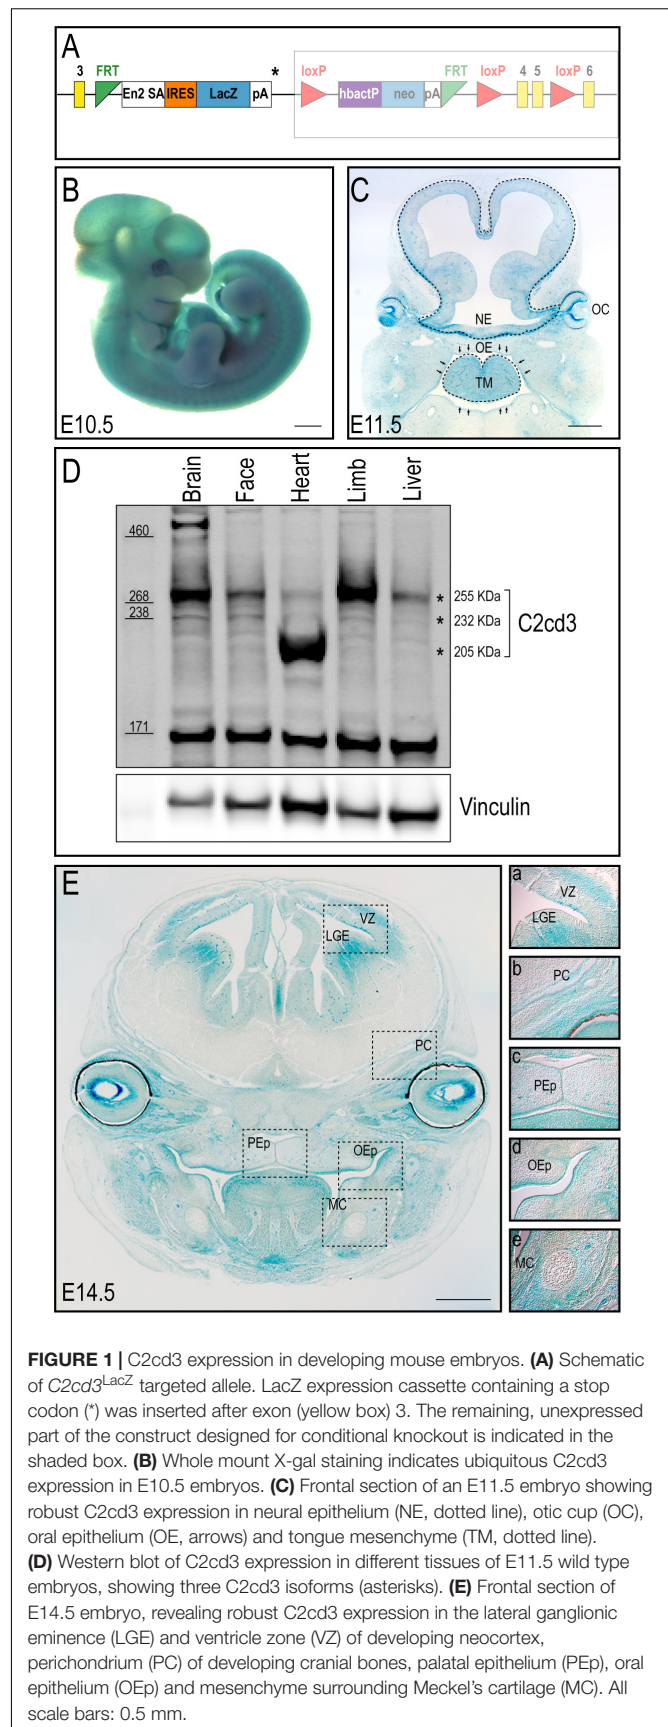 A
3 FRT * loxP FRT loxP 4 5 loxP 6
En2 SA IRES LacZ pA hbactP neo pA
B
E10.5
C
NE
OC
OE
TM
E11.5
D
Brain Face Heart Limb Liver
460
268
238
171
* 255 KDa
* 232 KDa
* 205 KDa
C2cd3
Vinculin
E
VZ
LGE
PC
PEp
OEp
MC
E14.5
a
VZ
LGE
b
PC
c
PEp
d
OEp
e
MC
FIGURE 1 | C2cd3 expression in developing mouse embryos. (A) Schematic
of C2cd3LacZ targeted allele. LacZ expression cassette containing a stop
codon (*) was inserted after exon (yellow box) 3. The remaining, unexpressed
part of the construct designed for conditional knockout is indicated in the
shaded box. (B) Whole mount X-gal staining indicates ubiquitous C2cd3
expression in E10.5 embryos. (C) Frontal section of an E11.5 embryo showing
robust C2cd3 expression in neural epithelium (NE, dotted line), otic cup (OC),
oral epithelium (OE, arrows) and tongue mesenchyme (TM, dotted line).
(D) Western blot of C2cd3 expression in different tissues of E11.5 wild type
embryos, showing three C2cd3 isoforms (asterisks). (E) Frontal section of
E14.5 embryo, revealing robust C2cd3 expression in the lateral ganglionic
eminence (LGE) and ventricle zone (VZ) of developing neocortex,
perichondrium (PC) of developing cranial bones, palatal epithelium (PEp), oral
epithelium (OEp) and mesenchyme surrounding Meckel's cartilage (MC). All
scale bars: 0.5 mm.